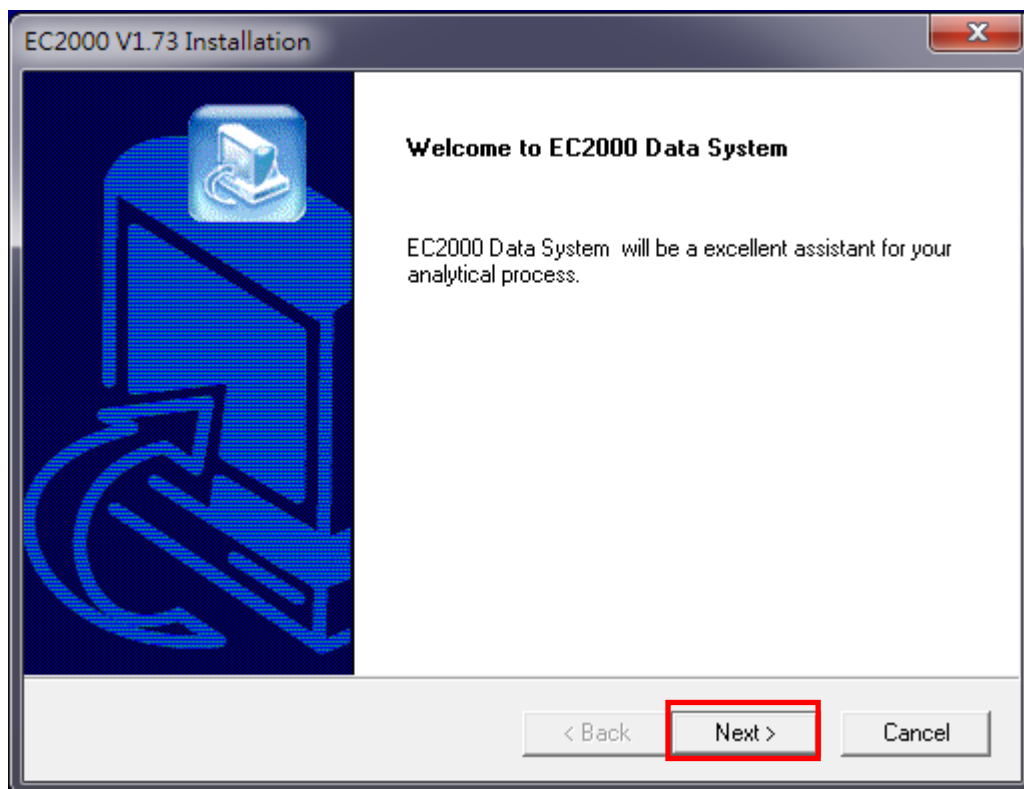 EC2000 V1.73 Installation
Welcome to EC2000 Data System
EC2000 Data System  will be a excellent assistant for your
analytical process.
< Back
Next >
Cancel